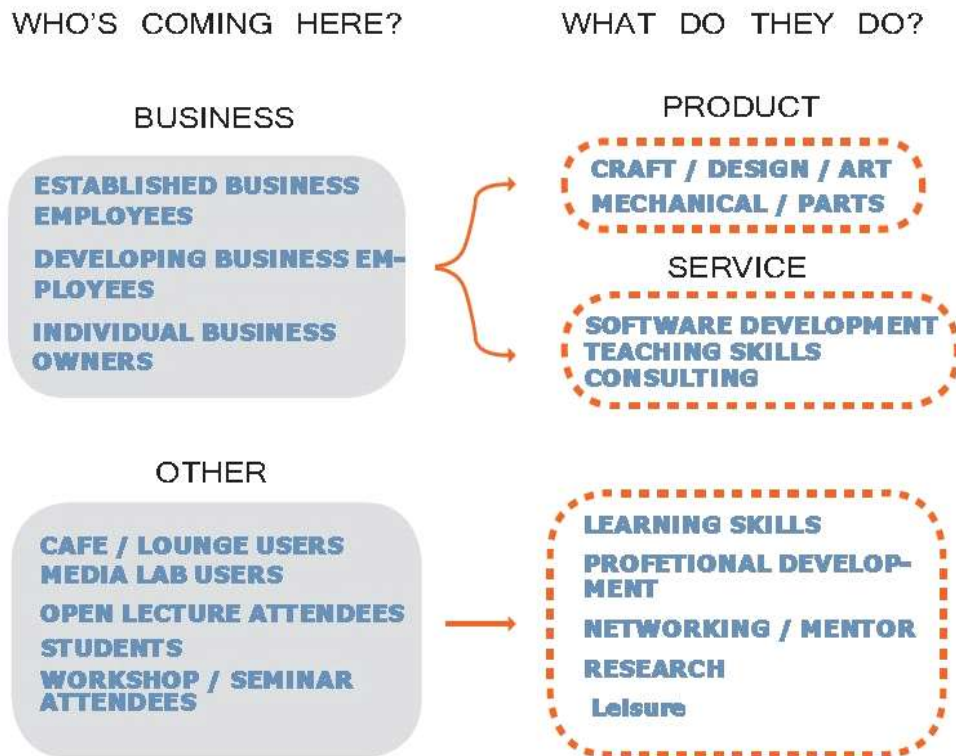 WHO'S COMING HERE?
BUSINESS
ESTABLISHED BUSINESS
EMPLOYEES
DEVELOPING BUSINESS EM-
PLOYEES
INDIVIDUAL BUSINESS
OWNERS
OTHER
CAFE / LOUNGE USERS
MEDIA LAB USERS
OPEN LECTURE ATTENDEES
STUDENTS
WORKSHOP / SEMINAR
ATTENDEES
WHAT DO THEY DO?
PRODUCT
CRAFT / DESIGN / ART
MECHANICAL / PARTS
SERVICE
SOFTWARE DEVELOPMENT
TEACHING SKILLS
CONSULTING
LEARNING SKILLS
PROFETIONAL DEVELOP-
MENT
NETWORKING / MENTOR
RESEARCH
Leisure